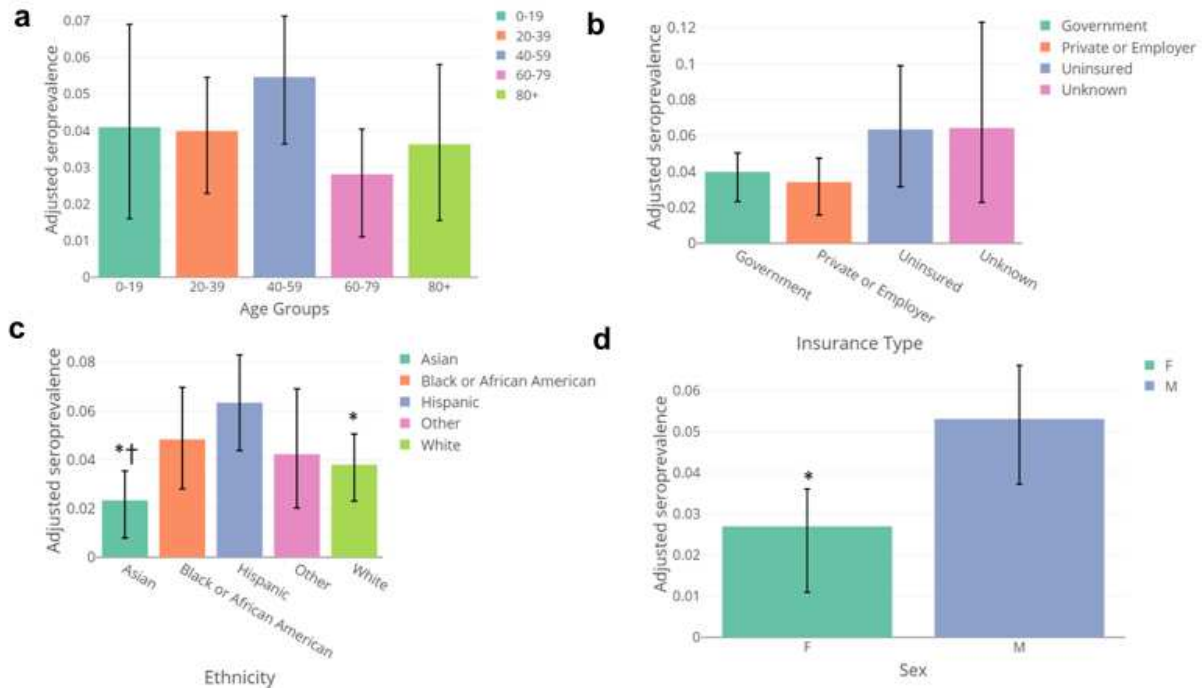 a
Adjusted seroprevalence
0.07
0.06
0.05
0.04
0.03
0.02
0.01
0
0-19
20-39
40-59
60-79
80+
Age Groups
0-19
20-39
40-59
60-79
80+
b
Adjusted seroprevalence
0.12
0.1
0.08
0.06
0.04
0.02
0
Government
Private or Employer
Uninsured
Unknown
Insurance Type
Government
Private or Employer
Uninsured
Unknown
c
Adjusted seroprevalence
0.08
0.06
0.04
0.02
0
*†
*
Asian
Black or African American
Hispanic
Other
White
Ethnicity
Asian
Black or African American
Hispanic
Other
White
d
Adjusted seroprevalence
0.06
0.05
0.04
0.03
0.02
0.01
0
*
F
M
Sex
F
M